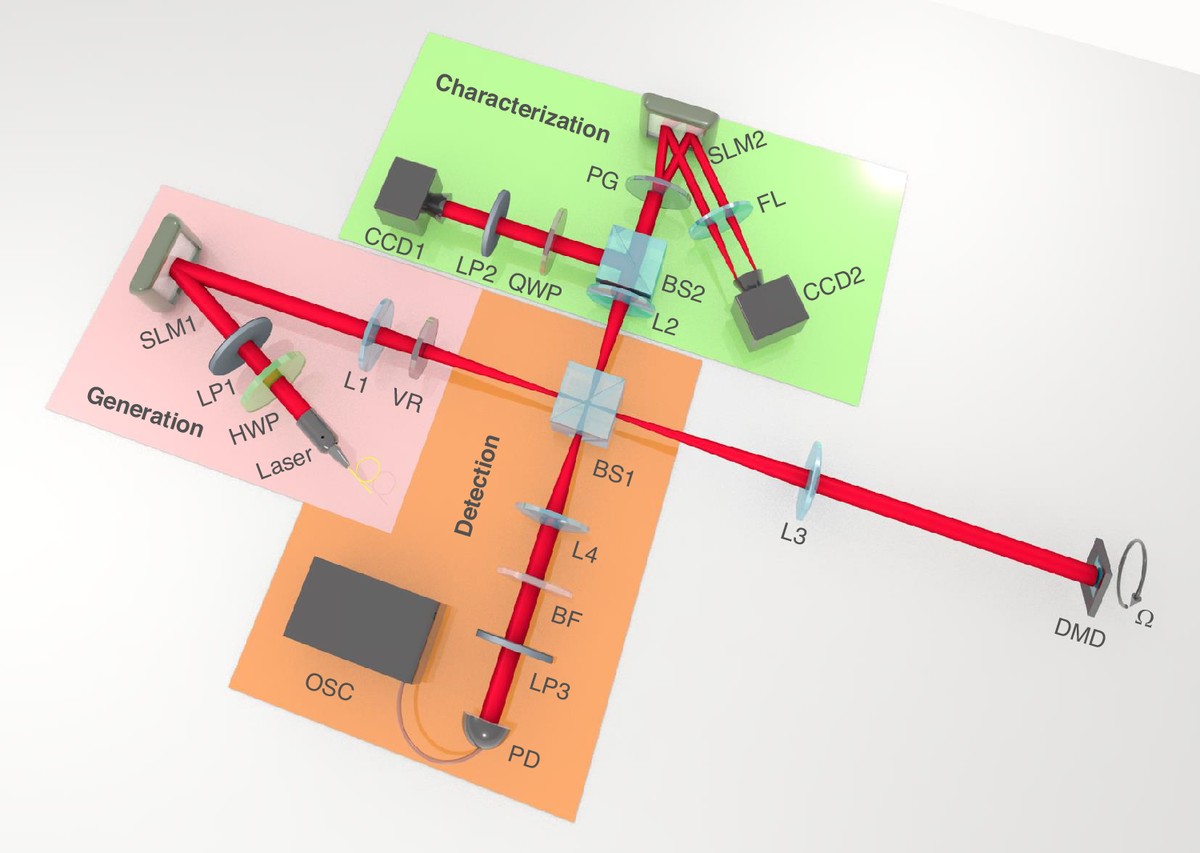 Characterization
SLM2
PG
FL
CCD1
LP2
QWP
BS2
CCD2
L2
SLM1
LP1
L1
VR
HWP
Generation
Laser
BS1
Detection
L3
L4
BF
DMD
Ω
LP3
OSC
PD